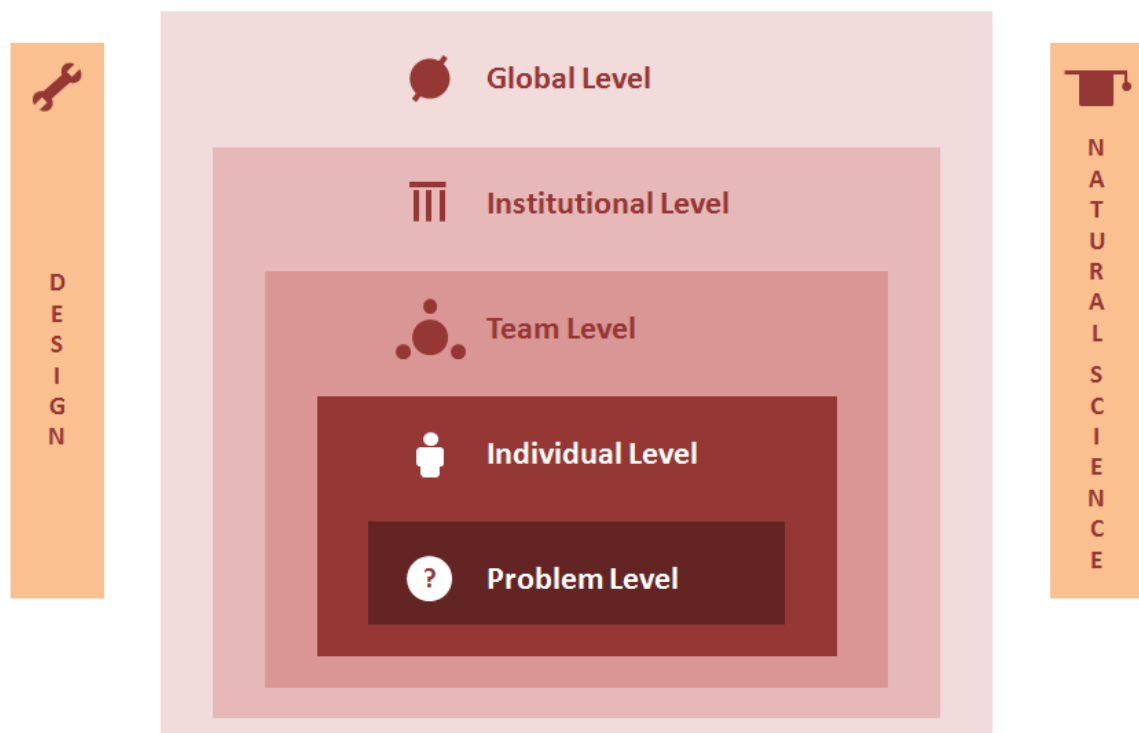 DESIGN
Global Level
Institutional Level
Team Level
Individual Level
?
Problem Level
NATURAL SCIENCE